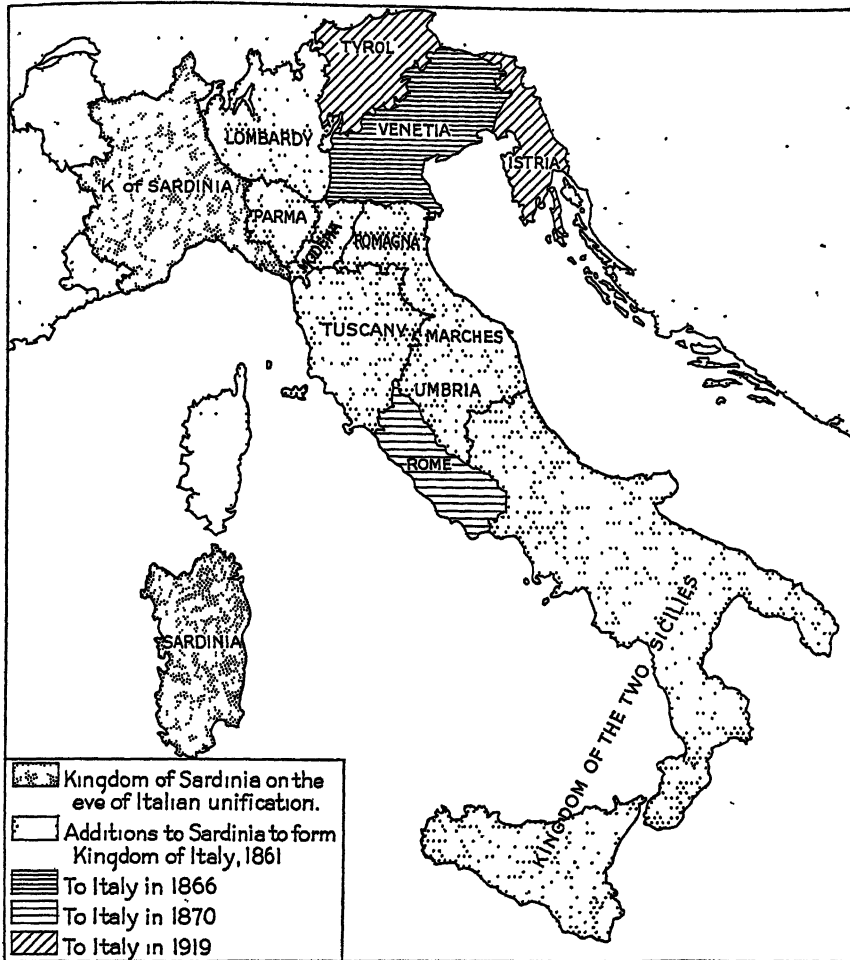 TYROL
LOMBARDY
VENETIA
ISTRIA
K of SARDINIA
PARMA
MODENA
ROMAGNA
TUSCANY
MARCHES
UMBRIA
ROME
SARDINIA
KINGDOM OF THE TWO SICILIES
Kingdom of Sardinia on the
eve of Italian unification.
Additions to Sardinia to form
Kingdom of Italy, 1861
To Italy in 1866
To Italy in 1870
To Italy in 1919